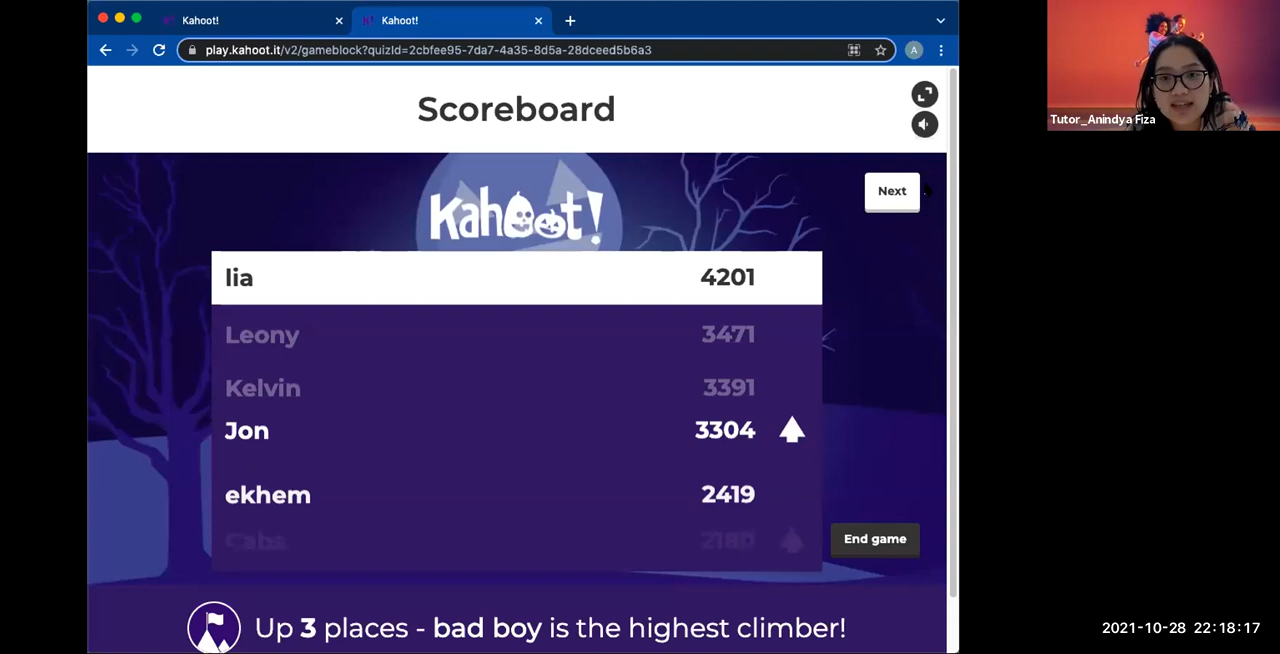 Kahoot!
Kahoot!
play.kahoot.it/v2/gameblock?quizId=2cbfee95-7da7-4a35-8d5a-28dceed5b6a3
A
Scoreboard
Tutor_Anindya Fiza
Kahoot!
Next
lia 4201
Leony 3471
Kelvin 3391
Jon 3304
ekhem 2419
Cabs 2180
End game
Up 3 places - bad boy is the highest climber!
2021-10-28 22:18:17